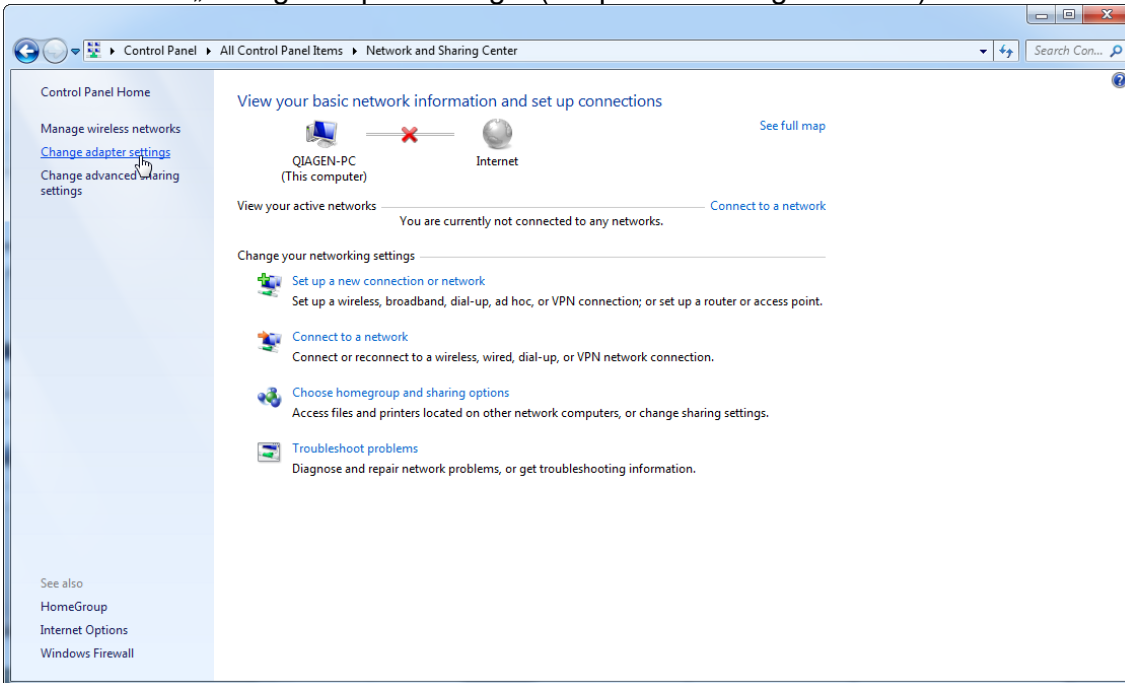 Control Panel ▸ All Control Panel Items ▸ Network and Sharing Center
Search Con...
Control Panel Home
Manage wireless networks
Change adapter settings
Change advanced sharing
settings
See also
HomeGroup
Internet Options
Windows Firewall
View your basic network information and set up connections
See full map
QIAGEN-PC
(This computer)
Internet
View your active networks
Connect to a network
You are currently not connected to any networks.
Change your networking settings
Set up a new connection or network
Set up a wireless, broadband, dial-up, ad hoc, or VPN connection; or set up a router or access point.
Connect to a network
Connect or reconnect to a wireless, wired, dial-up, or VPN network connection.
Choose homegroup and sharing options
Access files and printers located on other network computers, or change sharing settings.
Troubleshoot problems
Diagnose and repair network problems, or get troubleshooting information.